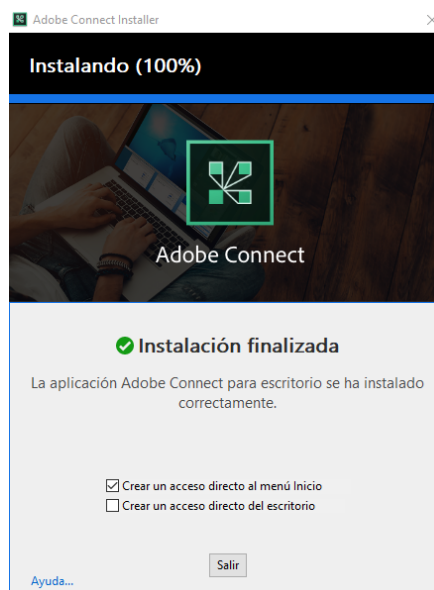 Adobe Connect Installer
Instalando (100%)
Adobe Connect
Instalación finalizada
La aplicación Adobe Connect para escritorio se ha instalado
correctamente.
Crear un acceso directo al menú Inicio
Crear un acceso directo del escritorio
Salir
Ayuda...